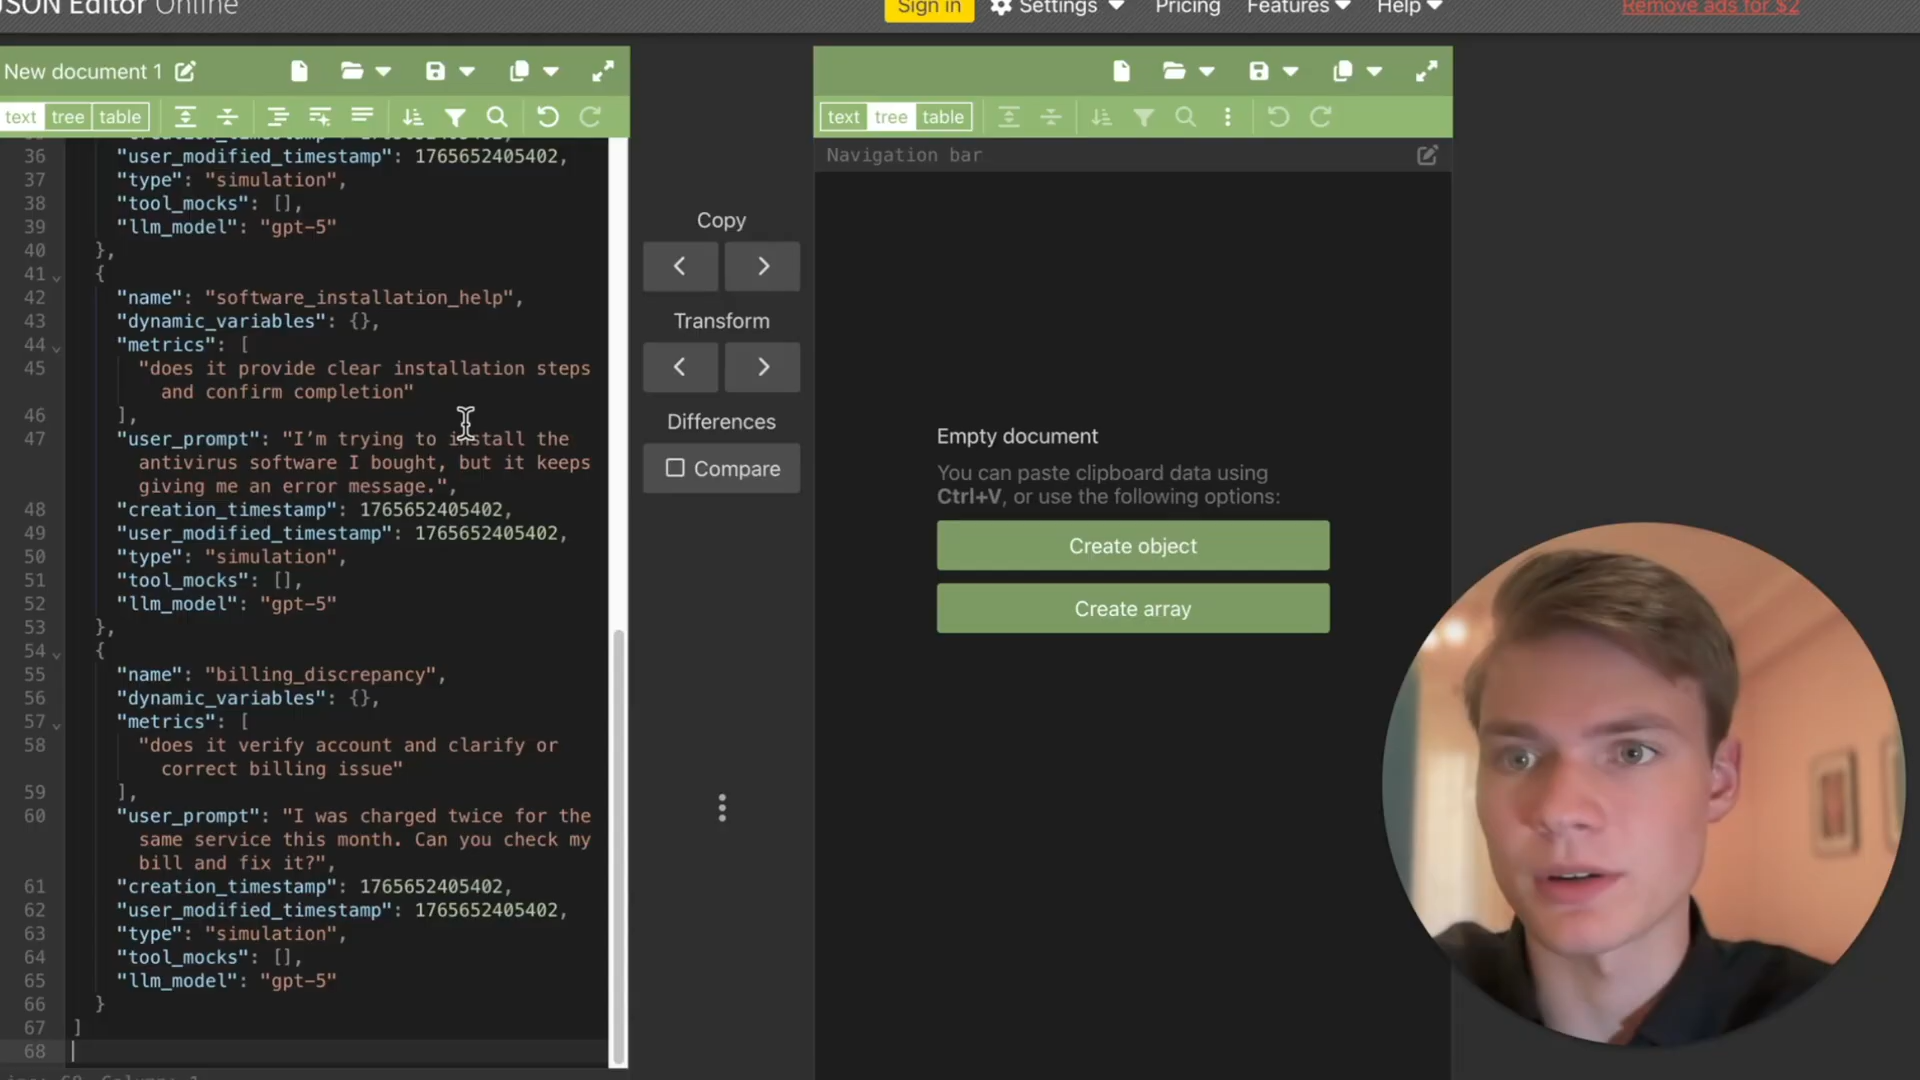 JSON Editor Online
Sign in
Settings
Pricing
Features
Help
Remove ads for $2
New document 1
text tree table
36 "user_modified_timestamp": 1765652405402,
37 "type": "simulation",
38 "tool_mocks": [],
39 "llm_model": "gpt-5"
40 },
41 {
42 "name": "software_installation_help",
43 "dynamic_variables": {},
44 "metrics": [
45 "does it provide clear installation steps
and confirm completion"
46 ],
47 "user_prompt": "I’m trying to install the
antivirus software I bought, but it keeps
giving me an error message.",
48 "creation_timestamp": 1765652405402,
49 "user_modified_timestamp": 1765652405402,
50 "type": "simulation",
51 "tool_mocks": [],
52 "llm_model": "gpt-5"
53 },
54 {
55 "name": "billing_discrepancy",
56 "dynamic_variables": {},
57 "metrics": [
58 "does it verify account and clarify or
correct billing issue"
59 ],
60 "user_prompt": "I was charged twice for the
same service this month. Can you check my
bill and fix it?",
61 "creation_timestamp": 1765652405402,
62 "user_modified_timestamp": 1765652405402,
63 "type": "simulation",
64 "tool_mocks": [],
65 "llm_model": "gpt-5"
66 }
67 ]
68
Copy
Transform
Differences
Compare
text tree table
Navigation bar
Empty document
You can paste clipboard data using
Ctrl+V, or use the following options:
Create object
Create array